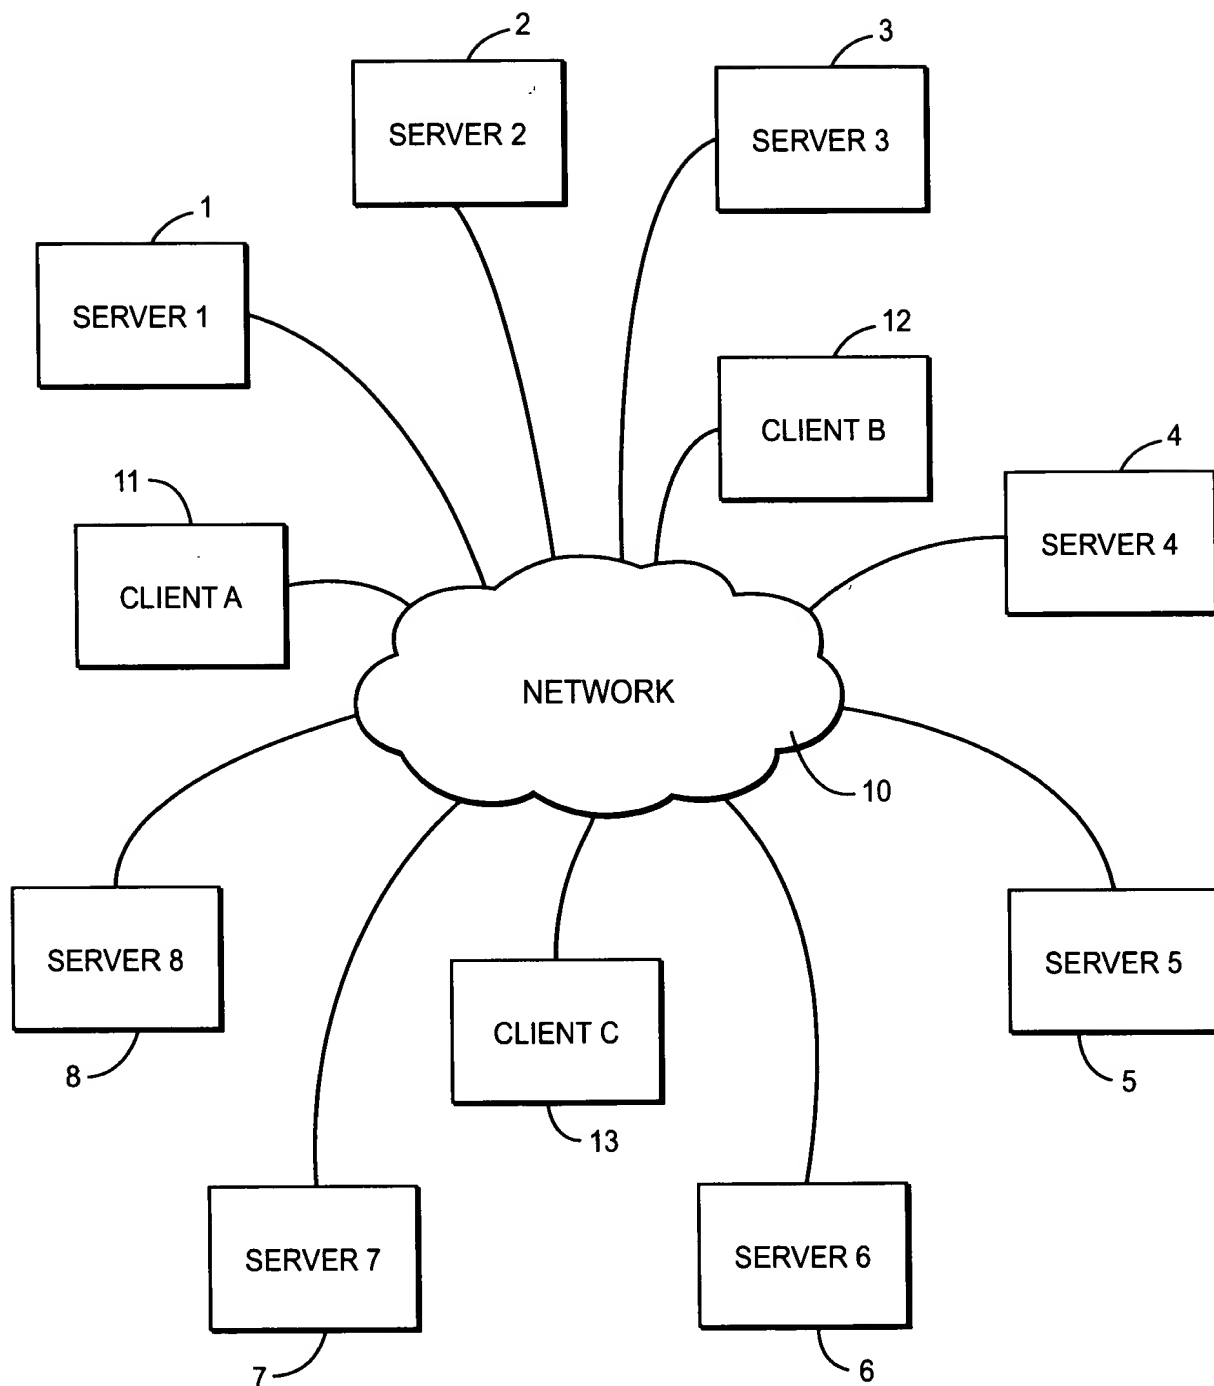 2
3
SERVER 2
SERVER 3
1
SERVER 1
12
CLIENT B
4
11
SERVER 4
CLIENT A
NETWORK
10
SERVER 8
SERVER 5
CLIENT C
8
5
13
SERVER 7
SERVER 6
7
6